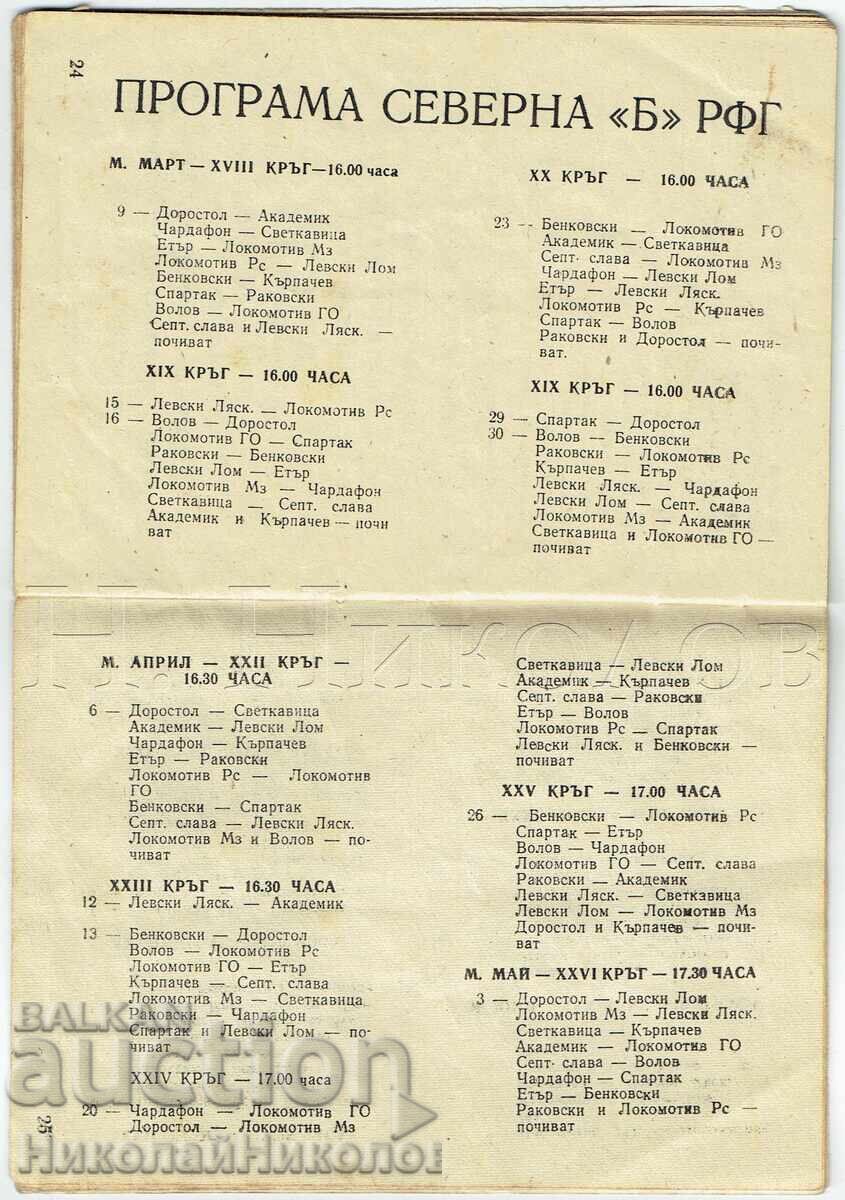 24
ПРОГРАМА СЕВЕРНА «Б» РФГ
М. МАРТ — XVIII КРЪГ — 16.00 часа
9 — Доростол — Академик
Чардафон — Светкавица
Етър — Локомотив Мз
Локомотив Рс — Левски Лом
Бенковски — Кърпачев
Спартак — Раковски
Волов — Локомотив ГО
Септ. слава и Левски Ляск. —
почиват
XIX КРЪГ — 16.00 ЧАСА
15 — Левски Ляск. — Локомотив Рс
16 — Волов — Доростол
Локомотив ГО — Спартак
Раковски — Бенковски
Левски Лом — Етър
Локомотив Мз — Чардафон
Светкавица — Септ. слава
Академик и Кърпачев — почи
ват
XX КРЪГ — 16.00 ЧАСА
23 — Бенковски — Локомотив ГО
Академик — Светкавица
Септ. слава — Локомотив Мз
Чардафон — Левски Лом
Етър — Левски Ляск.
Локомотив Рс — Кърпачев
Спартак — Волов
Раковски и Доростол — почи-
ват.
XIX КРЪГ — 16.00 ЧАСА
29 — Спартак — Доростол
30 — Волов — Бенковски
Раковски — Локомотив Рс
Кърпачев — Етър
Левски Ляск. — Чардафон
Левски Лом — Септ. слава
Локомотив Мз — Академик
Светкавица и Локомотив ГО —
почиват
М. АПРИЛ — XXII КРЪГ —
16.30 ЧАСА
6 — Доростол — Светкавица
Академик — Левски Лом
Чардафон — Кърпачев
Етър — Раковски
Локомотив Рс — Локомотив
ГО
Бенковски — Спартак
Септ. слава — Левски Ляск.
Локомотив Мз и Волов — по-
чиват
XXIII КРЪГ — 16.30 ЧАСА
12 — Левски Ляск. — Академик
13 — Бенковски — Доростол
Волов — Локомотив Рс
Локомотив ГО — Етър
Кърпачев — Септ. слава
Локомотив Мз — Светкавица
Раковски — Чардафон
Спартак и Левски Лом — по-
чиват
XXIV КРЪГ — 17.00 часа
20 — Чардафон — Локомотив ГО
Доростол — Локомотив Мз
25
Светкавица — Левски Лом
Академик — Кърпачев
Септ. слава — Раковски
Етър — Волов
Локомотив Рс — Спартак
Левски Ляск. и Бенковски —
почиват
XXV КРЪГ — 17.00 ЧАСА
26 — Бенковски — Локомотив Рс
Спартак — Етър
Волов — Чардафон
Локомотив ГО — Септ. слава
Раковски — Академик
Левски Ляск. — Светкавица
Левски Лом — Локомотив Мз
Доростол и Кърпачев — почи-
ват
М. МАЙ — XXVI КРЪГ — 17.30 ЧАСА
3 — Доростол — Левски Лом
Локомотив Мз — Левски Ляск.
Светкавица — Кърпачев
Академик — Локомотив ГО
Септ. слава — Волов
Чардафон — Спартак
Етър — Бенковски
Раковски и Локомотив Рс —
почиват
BALKAN
auction
НиколайНиколов